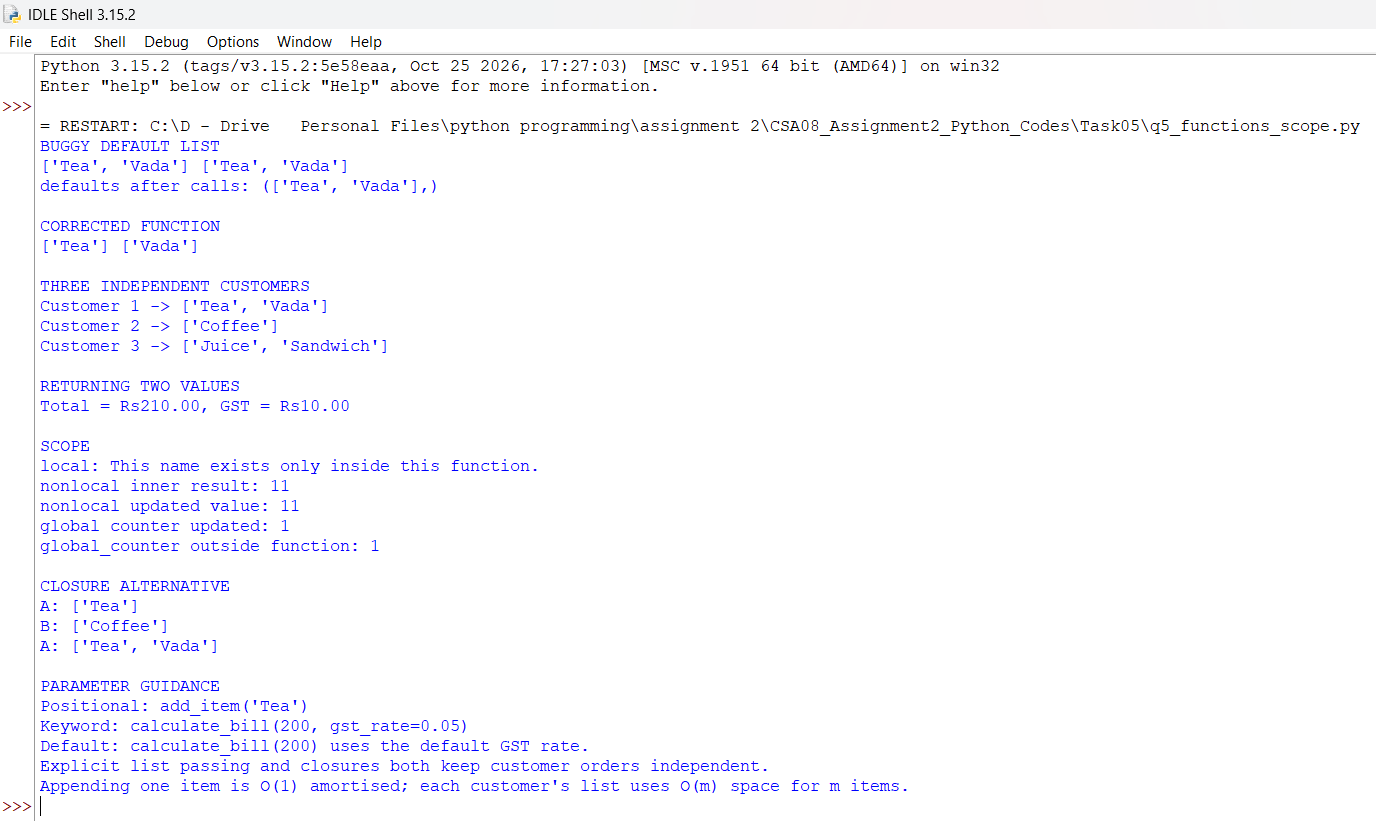 IDLE Shell 3.15.2
File Edit Shell Debug Options Window Help
Python 3.15.2 (tags/v3.15.2:5e58eaa, Oct 25 2026, 17:27:03) [MSC v.1951 64 bit (AMD64)] on win32
Enter "help" below or click "Help" above for more information.
>>>
= RESTART: C:\D - Drive   Personal Files\python programming\assignment 2\CSA08_Assignment2_Python_Codes\Task05\q5_functions_scope.py
BUGGY DEFAULT LIST
['Tea', 'Vada'] ['Tea', 'Vada']
defaults after calls: (['Tea', 'Vada'],)
CORRECTED FUNCTION
['Tea'] ['Vada']
THREE INDEPENDENT CUSTOMERS
Customer 1 -> ['Tea', 'Vada']
Customer 2 -> ['Coffee']
Customer 3 -> ['Juice', 'Sandwich']
RETURNING TWO VALUES
Total = Rs210.00, GST = Rs10.00
SCOPE
local: This name exists only inside this function.
nonlocal inner result: 11
nonlocal updated value: 11
global counter updated: 1
global_counter outside function: 1
CLOSURE ALTERNATIVE
A: ['Tea']
B: ['Coffee']
A: ['Tea', 'Vada']
PARAMETER GUIDANCE
Positional: add_item('Tea')
Keyword: calculate_bill(200, gst_rate=0.05)
Default: calculate_bill(200) uses the default GST rate.
Explicit list passing and closures both keep customer orders independent.
Appending one item is O(1) amortised; each customer's list uses O(m) space for m items.
>>>